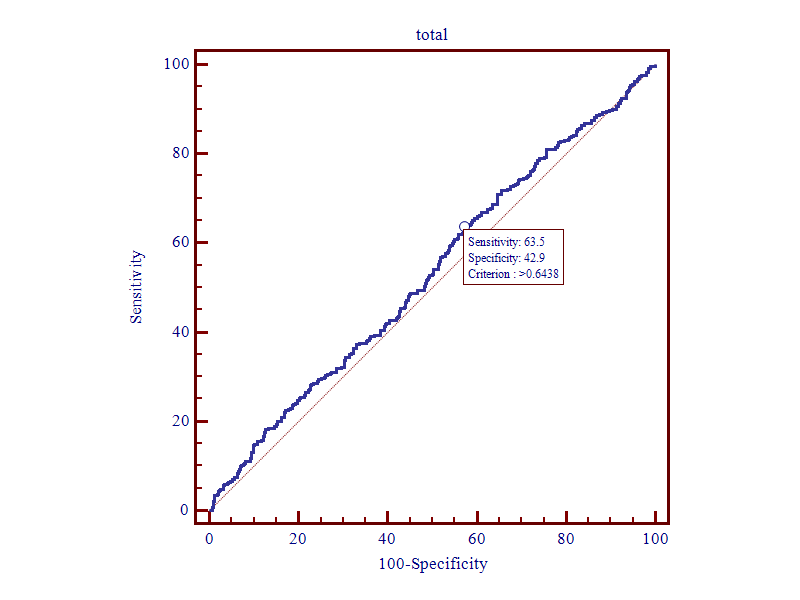 total
100
80
60
40
20
0
Sensitivity
Sensitivity: 63.5
Specificity: 42.9
Criterion : >0.6438
0 20 40 60 80 100
100-Specificity